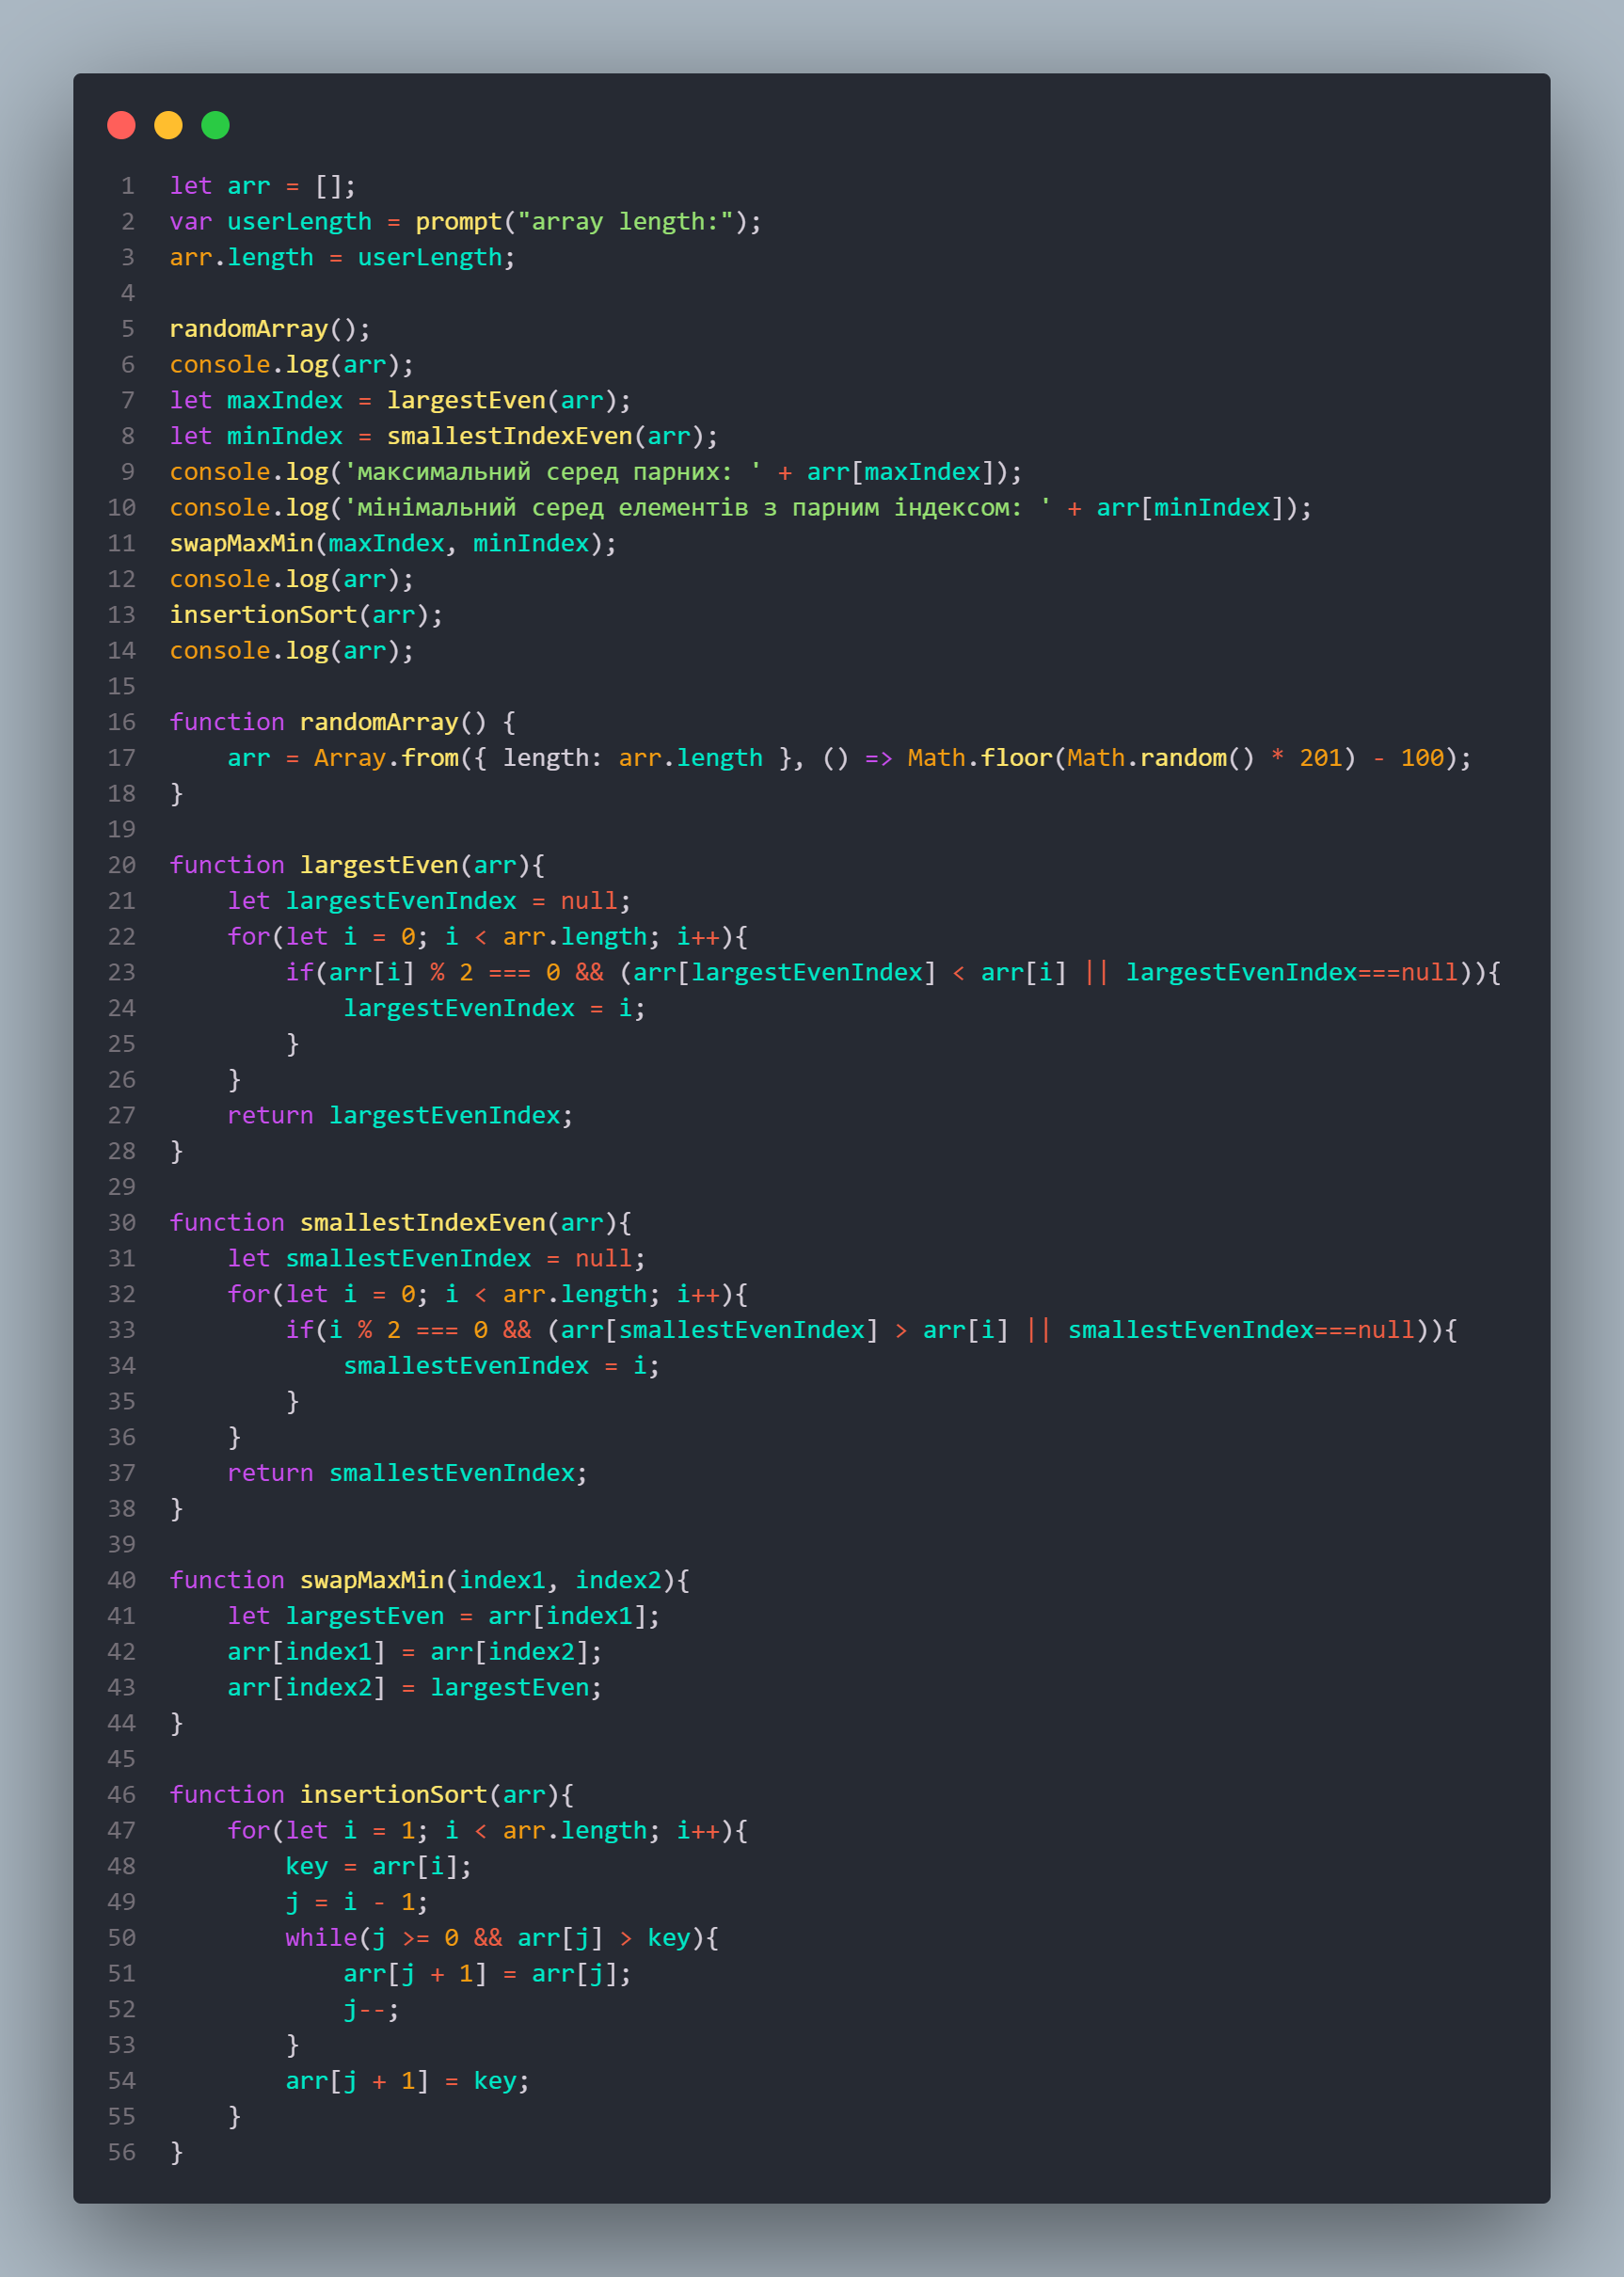 1 let arr = [];
2 var userLength = prompt("array length:");
3 arr.length = userLength;
4
5 randomArray();
6 console.log(arr);
7 let maxIndex = largestEven(arr);
8 let minIndex = smallestIndexEven(arr);
9 console.log('максимальний серед парних: ' + arr[maxIndex]);
10 console.log('мінімальний серед елементів з парним індексом: ' + arr[minIndex]);
11 swapMaxMin(maxIndex, minIndex);
12 console.log(arr);
13 insertionSort(arr);
14 console.log(arr);
15
16 function randomArray() {
17     arr = Array.from({ length: arr.length }, () => Math.floor(Math.random() * 201) - 100);
18 }
19
20 function largestEven(arr){
21     let largestEvenIndex = null;
22     for(let i = 0; i < arr.length; i++){
23         if(arr[i] % 2 === 0 && (arr[largestEvenIndex] < arr[i] || largestEvenIndex===null)){
24             largestEvenIndex = i;
25         }
26     }
27     return largestEvenIndex;
28 }
29
30 function smallestIndexEven(arr){
31     let smallestEvenIndex = null;
32     for(let i = 0; i < arr.length; i++){
33         if(i % 2 === 0 && (arr[smallestEvenIndex] > arr[i] || smallestEvenIndex===null)){
34             smallestEvenIndex = i;
35         }
36     }
37     return smallestEvenIndex;
38 }
39
40 function swapMaxMin(index1, index2){
41     let largestEven = arr[index1];
42     arr[index1] = arr[index2];
43     arr[index2] = largestEven;
44 }
45
46 function insertionSort(arr){
47     for(let i = 1; i < arr.length; i++){
48         key = arr[i];
49         j = i - 1;
50         while(j >= 0 && arr[j] > key){
51             arr[j + 1] = arr[j];
52             j--;
53         }
54         arr[j + 1] = key;
55     }
56 }